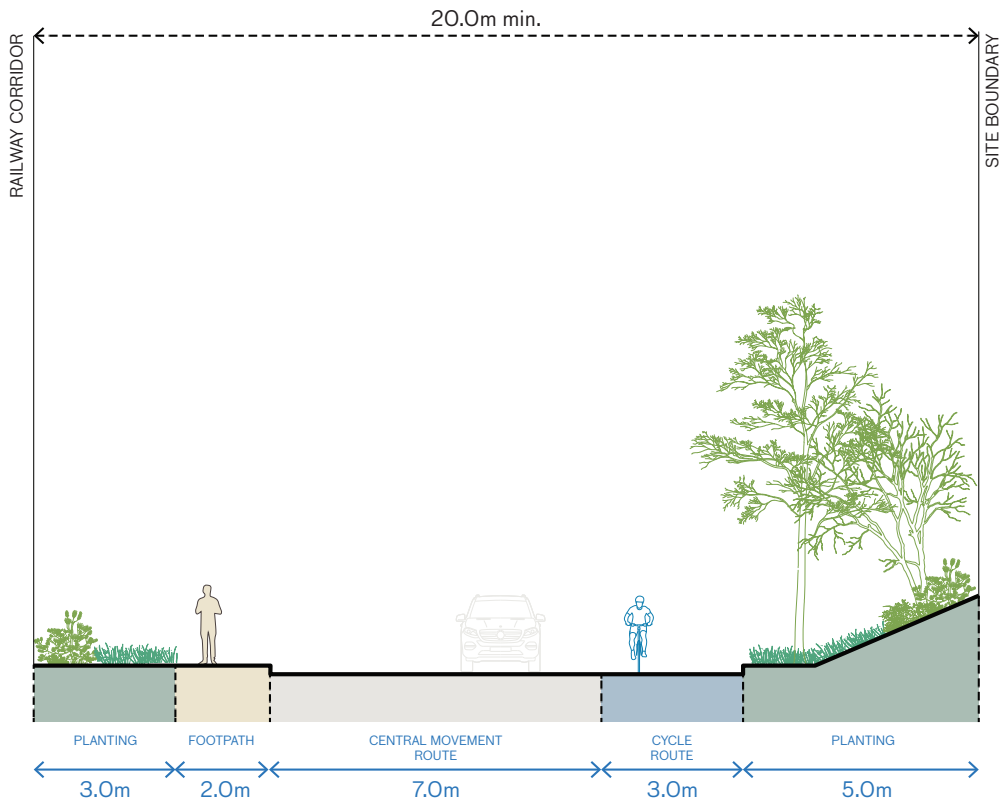 20.0m min.
RAILWAY CORRIDOR
SITE BOUNDARY
PLANTING
FOOTPATH
CENTRAL MOVEMENT
ROUTE
CYCLE
ROUTE
PLANTING
3.0m
2.0m
7.0m
3.0m
5.0m